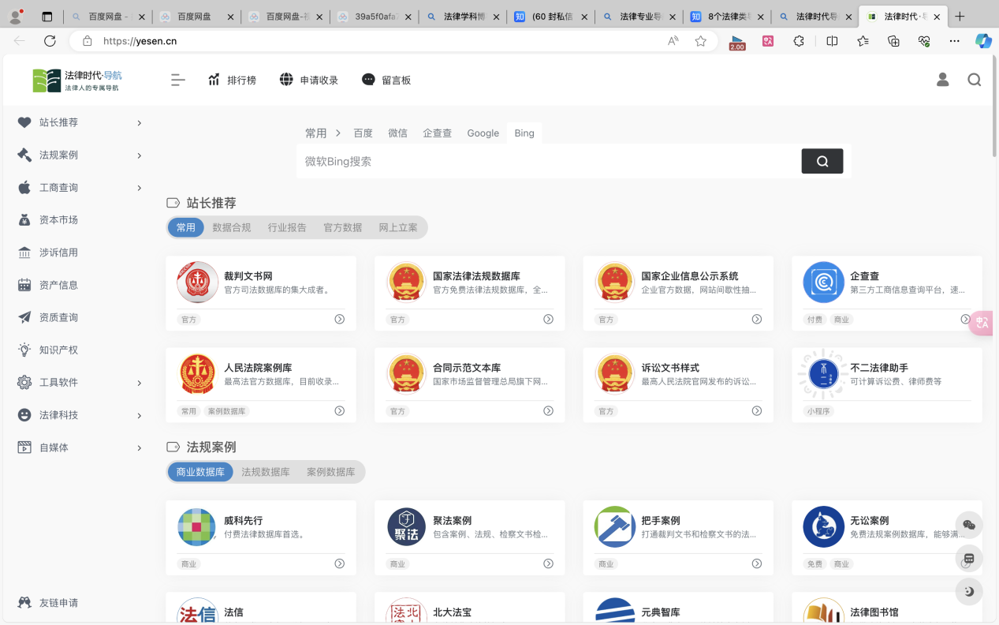 百度网盘 -
百度网盘
百度网盘-视
39a5f0afa
法律学科博
(60 封私信
法律专业导
8个法律类
法律时代导
法律时代·导
https://yesen.cn
2.00
法律时代·导航
法律人的专属导航
排行榜
申请收录
留言板
站长推荐
法规案例
工商查询
资本市场
涉诉信用
资产信息
资质查询
知识产权
工具软件
法律科技
自媒体
友链申请
常用
百度
微信
企查查
Google
Bing
微软Bing搜索
站长推荐
常用
数据合规
行业报告
官方数据
网上立案
裁判文书网
官方司法数据库的集大成者。
官方
国家法律法规数据库
官方免费法律法规数据库，全...
官方
国家企业信息公示系统
企业官方数据，网站间歇性抽...
官方
企查查
第三方工商信息查询平台，速...
付费
商业
人民法院案例库
最高法官方数据库，目前收录...
常用
案例数据库
合同示范文本库
国家市场监督管理总局旗下网...
官方
诉讼文书样式
最高人民法院官网发布的诉讼...
官方
不二法律助手
可计算诉讼费、律师费等
小程序
法规案例
商业数据库
法规数据库
案例数据库
威科先行
付费法律数据库首选。
商业
聚法
聚法案例
包含案例、法规、检察文书检...
商业
把手案例
打通裁判文书和检察文书的法...
商业
无讼案例
免费法规案例数据库，能够满...
免费
商业
法信
法信
北大法宝
元典智库
法律图书馆